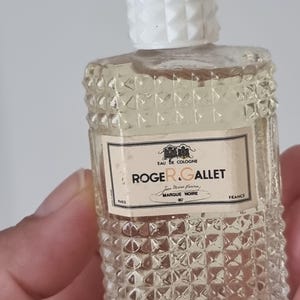 EAU DE COLOGNE
ROGER & GALLET
MARQUE NOIRE
PARIS FRANCE